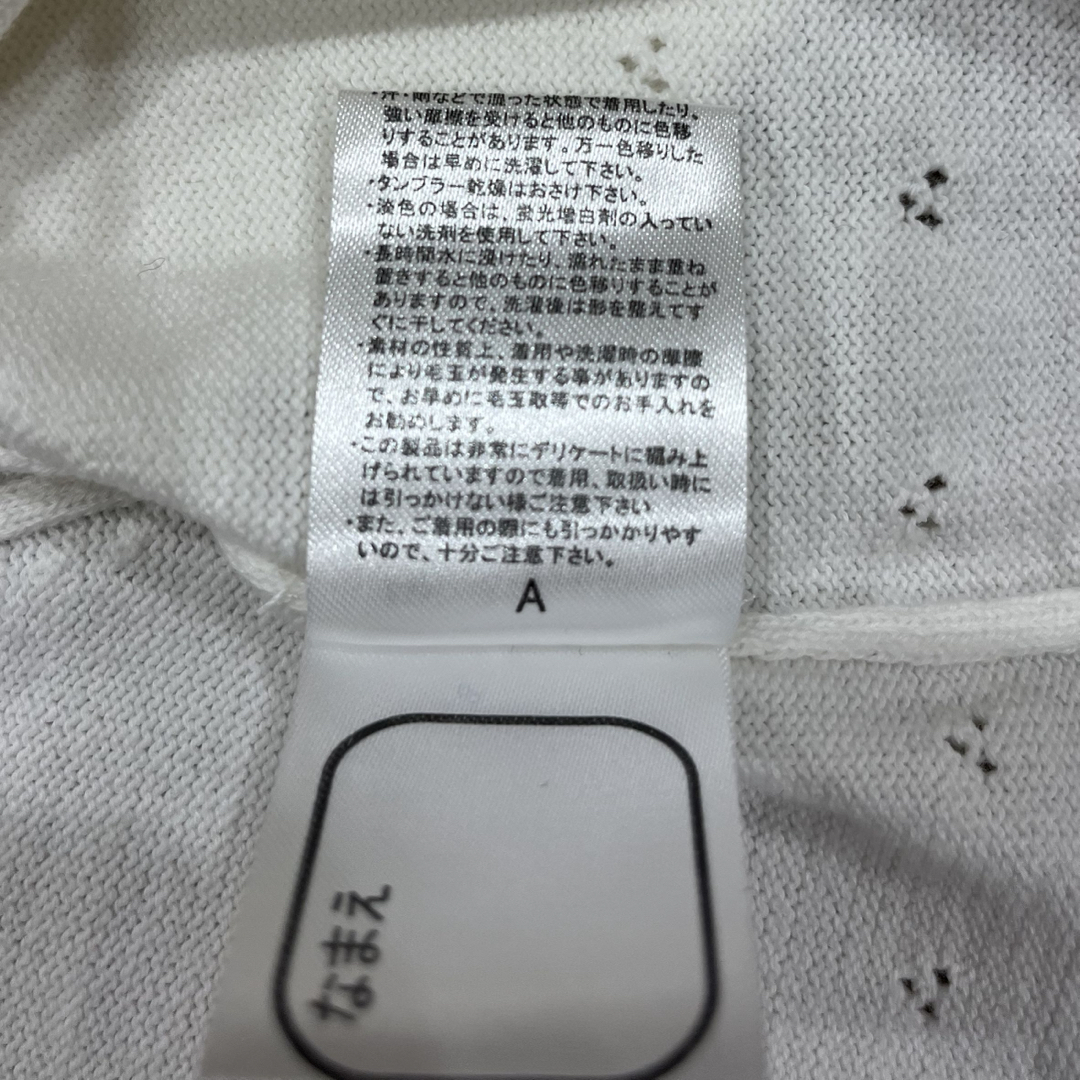 ・汗・雨などで湿った状態で着用したり、
強い摩擦を受けると他のものに色移
りすることがあります。万一色移りした
場合は早めに洗濯して下さい。
・タンブラー乾燥はおさけ下さい。
・淡色の場合は、蛍光増白剤の入ってい
ない洗剤を使用して下さい。
・長時間水に浸けたり、濡れたまま重ね
置きすると他のものに色移りすることが
ありますので、洗濯後は形を整えてす
ぐに干してください。
・素材の性質上、着用や洗濯時の摩擦
により毛玉が発生する事がありますの
で、お早めに毛玉取等でのお手入れを
お勧めします。
・この製品は非常にデリケートに編み上
げられていますので着用、取扱い時に
は引っかけない様ご注意下さい
・また、ご着用の際にも引っかかりやす
いので、十分ご注意下さい。
A
なまえ